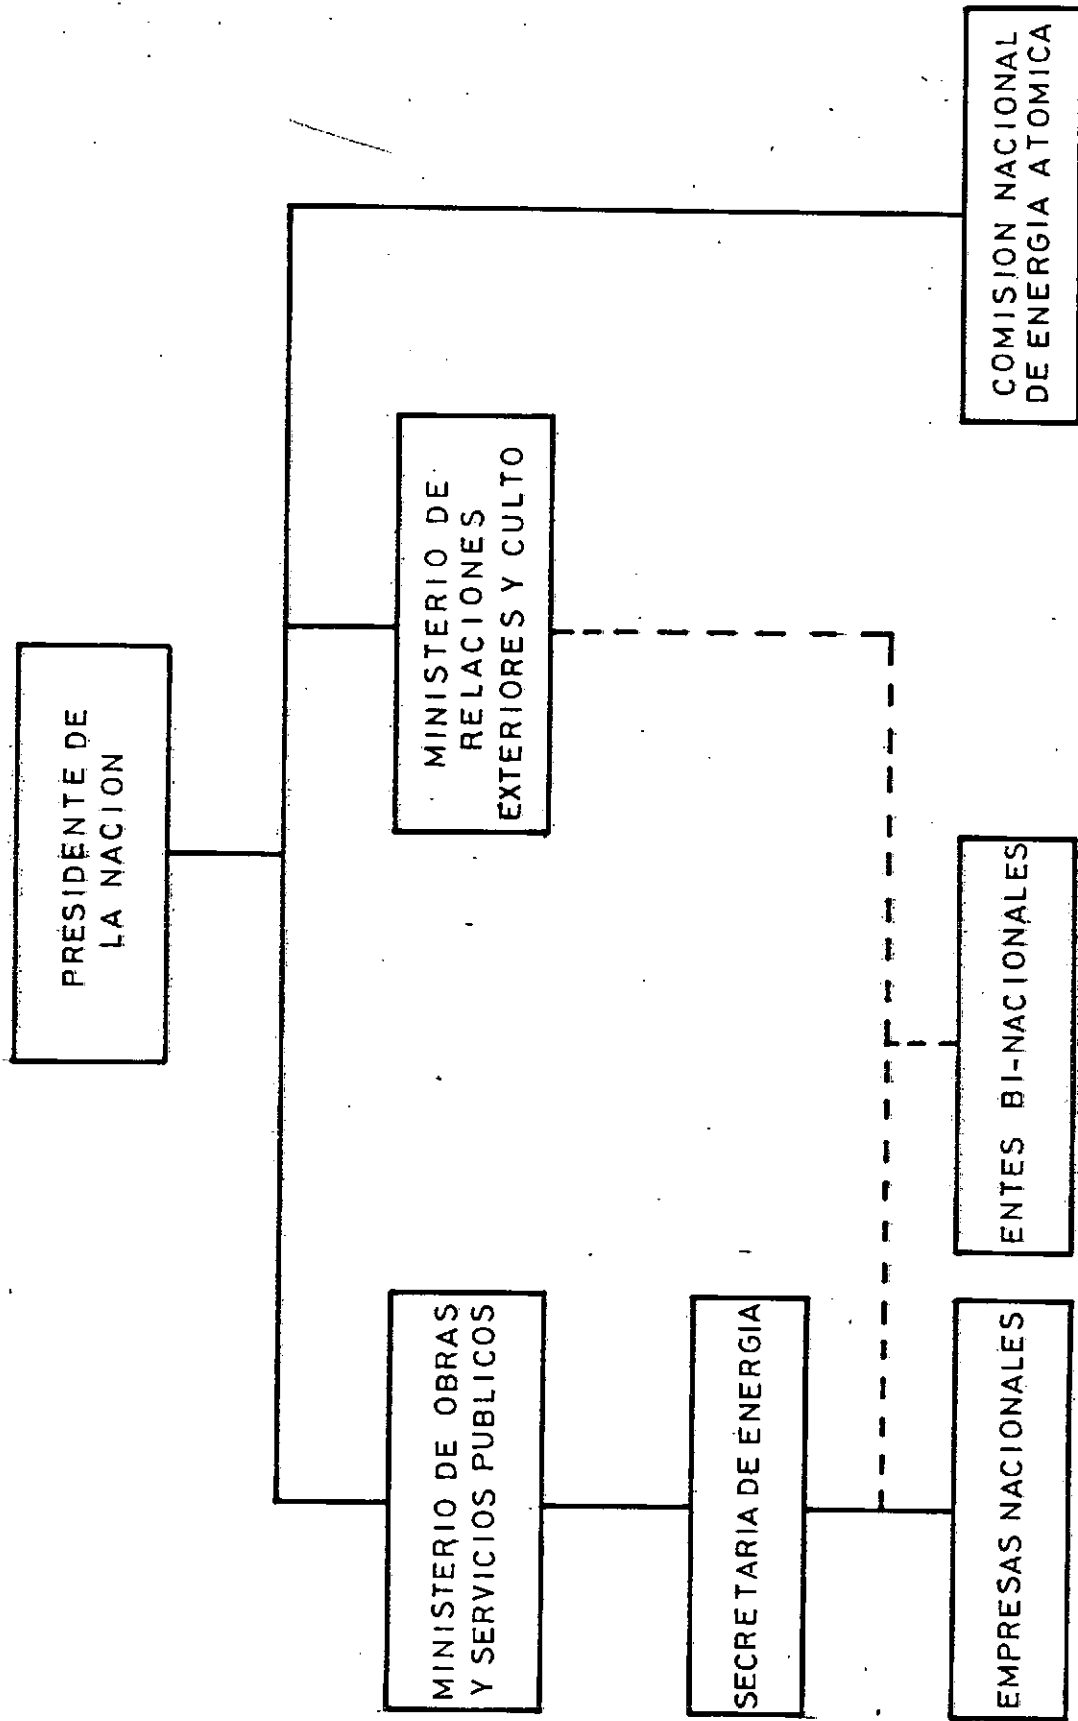 PRESIDENTE DE
LA NACION
MINISTERIO DE OBRAS
Y SERVICIOS PUBLICOS
MINISTERIO DE
RELACIONES
EXTERIORES Y CULTO
SECRETARIA DE ENERGIA
EMPRESAS NACIONALES
ENTES BI-NACIONALES
COMISION NACIONAL
DE ENERGIA ATOMICA